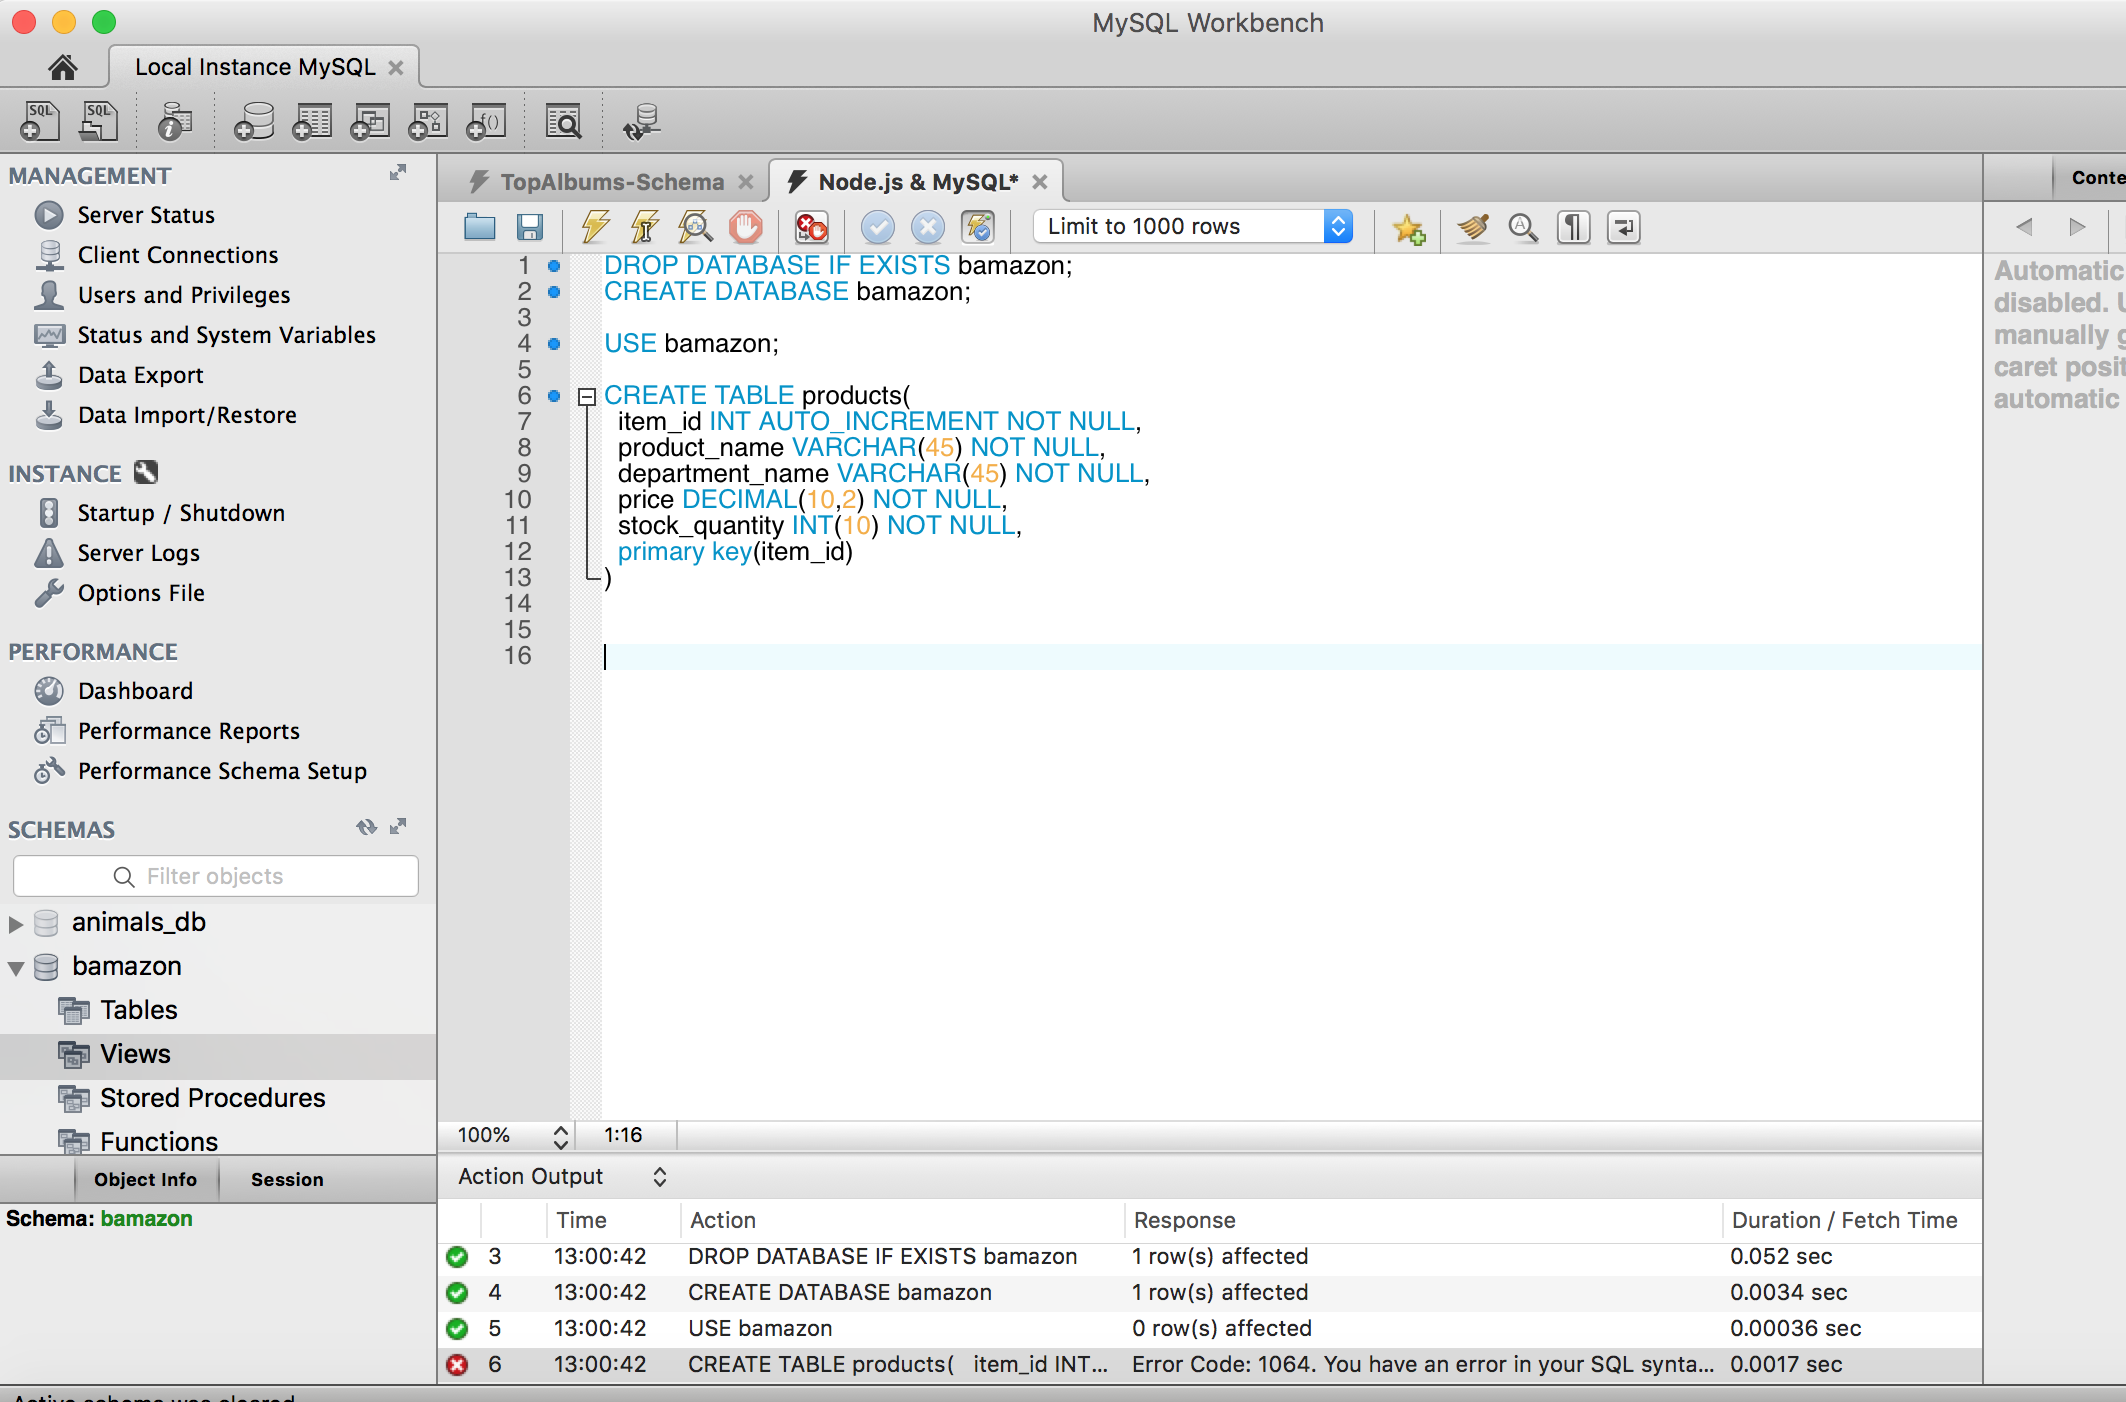 MySQL Workbench
Local Instance MySQL
MANAGEMENT
Server Status
Client Connections
Users and Privileges
Status and System Variables
Data Export
Data Import/Restore
INSTANCE
Startup / Shutdown
Server Logs
Options File
PERFORMANCE
Dashboard
Performance Reports
Performance Schema Setup
SCHEMAS
Filter objects
animals_db
bamazon
Tables
Views
Stored Procedures
Functions
Object Info Session
Schema: bamazon
TopAlbums-Schema Node.js & MySQL*
Limit to 1000 rows
1 DROP DATABASE IF EXISTS bamazon;
2 CREATE DATABASE bamazon;
3
4 USE bamazon;
5
6 CREATE TABLE products(
7 item_id INT AUTO_INCREMENT NOT NULL,
8 product_name VARCHAR(45) NOT NULL,
9 department_name VARCHAR(45) NOT NULL,
10 price DECIMAL(10,2) NOT NULL,
11 stock_quantity INT(10) NOT NULL,
12 primary key(item_id)
13 )
14
15
16
100% 1:16
Action Output
Time Action Response Duration / Fetch Time
3 13:00:42 DROP DATABASE IF EXISTS bamazon 1 row(s) affected 0.052 sec
4 13:00:42 CREATE DATABASE bamazon 1 row(s) affected 0.0034 sec
5 13:00:42 USE bamazon 0 row(s) affected 0.00036 sec
6 13:00:42 CREATE TABLE products( item_id INT... Error Code: 1064. You have an error in your SQL synta... 0.0017 sec
Conte
Automatic
disabled. U
manually g
caret posit
automatic
Active schema was cleared